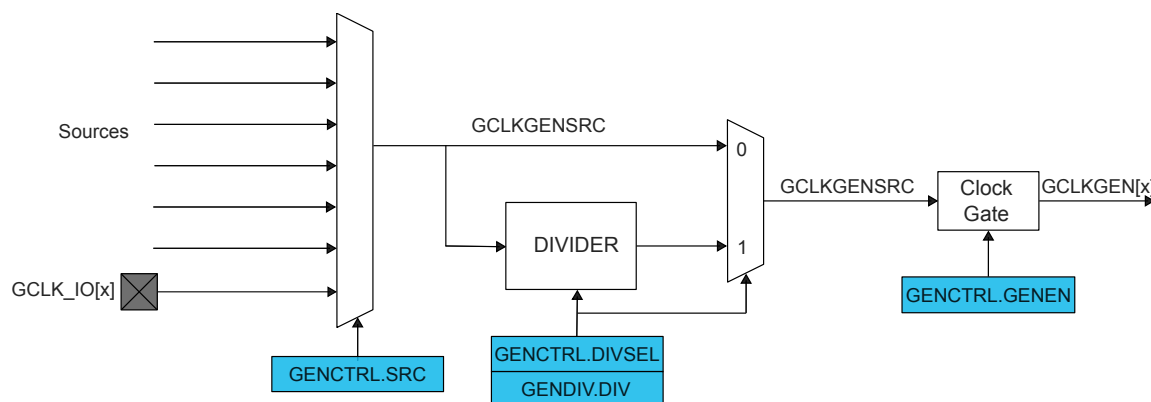 Sources
GCLK_IO[x]
GENCTRL.SRC
GCLKGENSRC
DIVIDER
GENCTRL.DIVSEL
GENDIV.DIV
0
1
GCLKGENSRC
Clock
Gate
GENCTRL.GENEN
GCLKGEN[x]